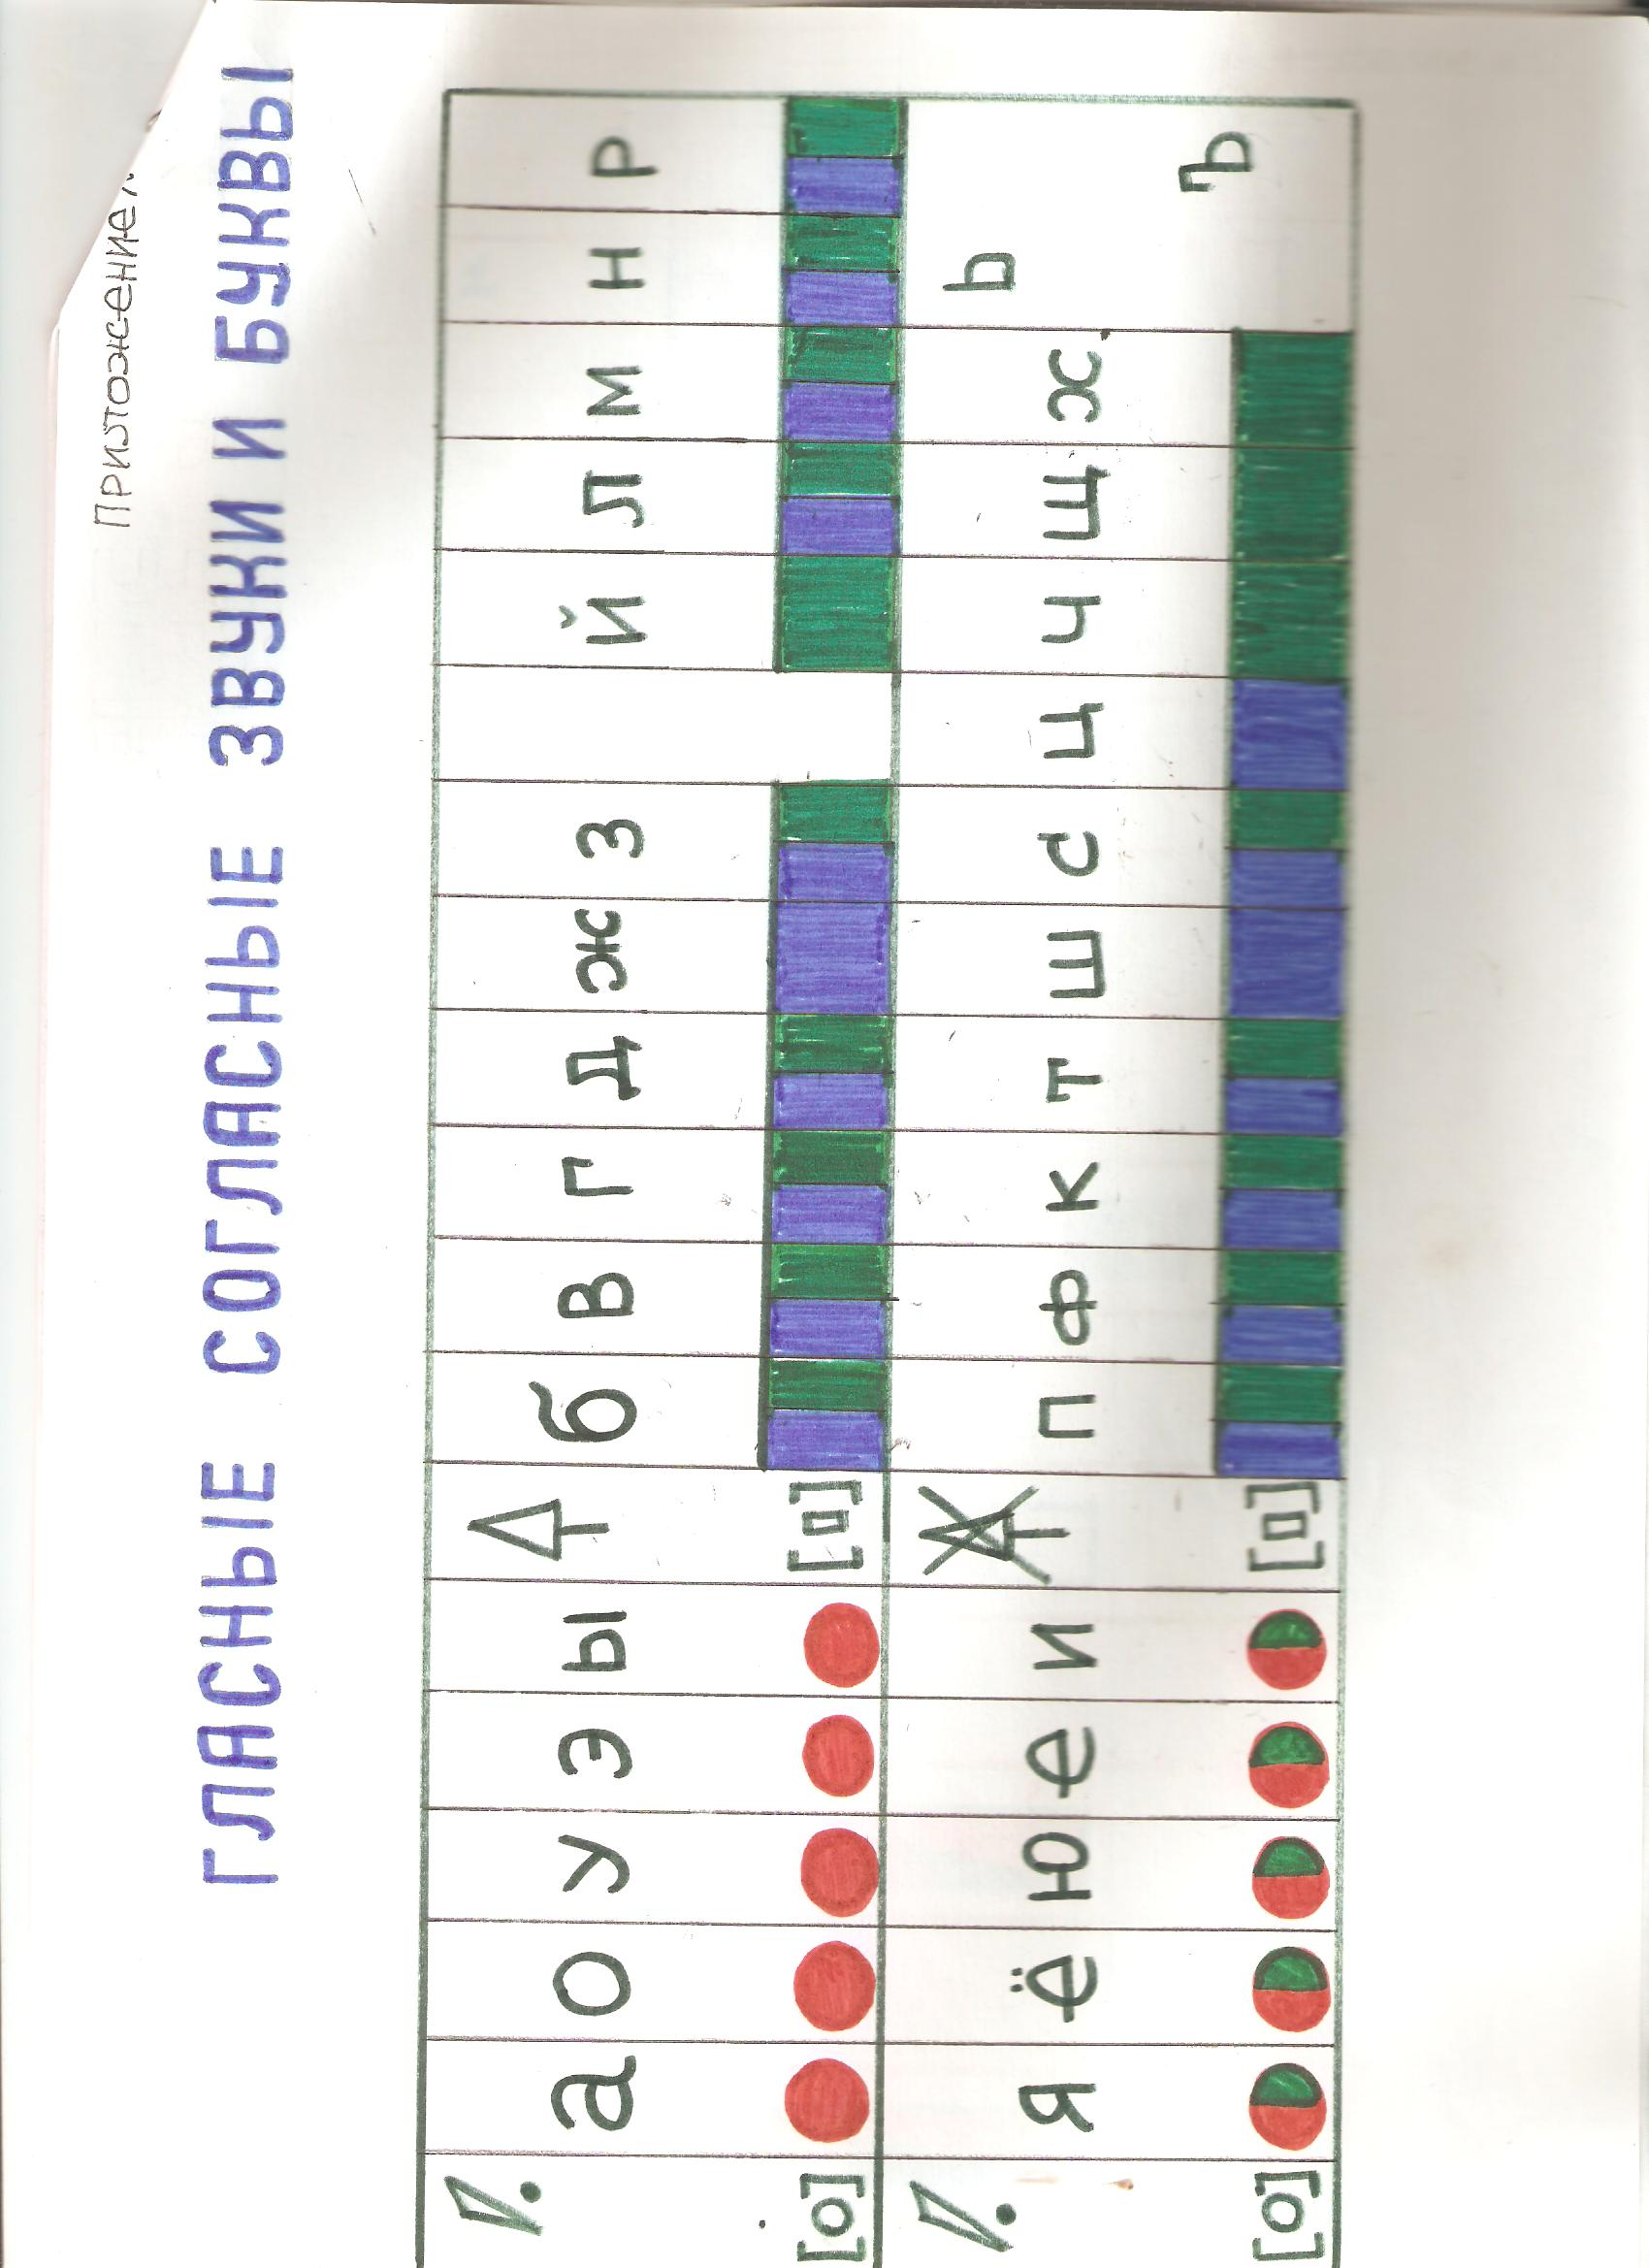 Приложение
ГЛАСНЫЕ СОГЛАСНЫЕ ЗВУКИ И БУКВЫ
а о у э ы б в г д ж з й л м н р
[о] [п]
я ё ю е и п ф к т ш с ц ч щ х ь ъ
[о] [п]